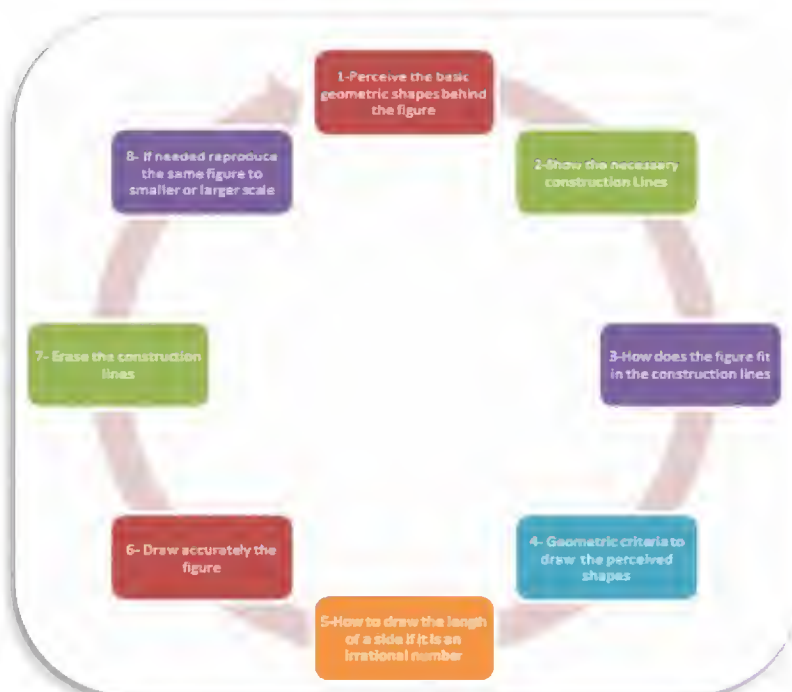 1-Perceive the basic
geometric shapes behind
the figure
2-Show the necessary
construction Lines
3-How does the figure fit
in the construction lines
4- Geometric criteria to
draw the perceived
shapes
5-How to draw the length
of a side if it is an
irrational number
6- Draw accurately the
figure
7- Erase the construction
lines
8- If needed reproduce
the same figure to
smaller or larger scale